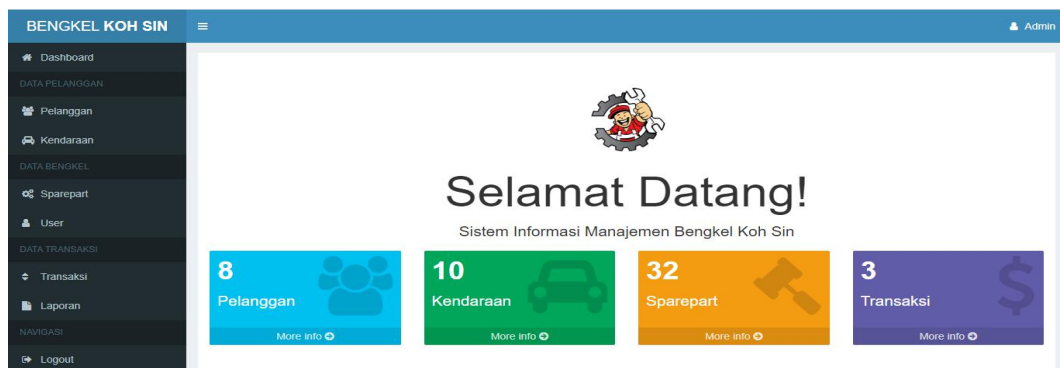 BENGKEL KOH SIN
Admin
Dashboard
DATA PELANGGAN
Pelanggan
Kendaraan
DATA BENGKEL
Sparepart
User
DATA TRANSAKSI
Transaksi
Laporan
NAVIGASI
Logout
Selamat Datang!
Sistem Informasi Manajemen Bengkel Koh Sin
8
Pelanggan
More info
10
Kendaraan
More info
32
Sparepart
More info
3
Transaksi
More info